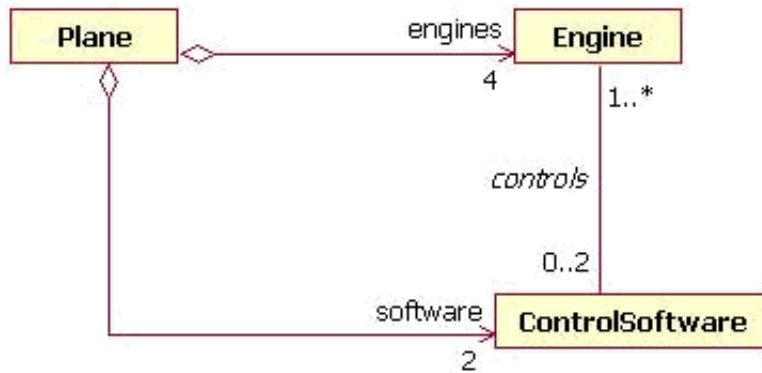 Plane
engines
Engine
4
1..*
controls
0..2
software
ControlSoftware
2